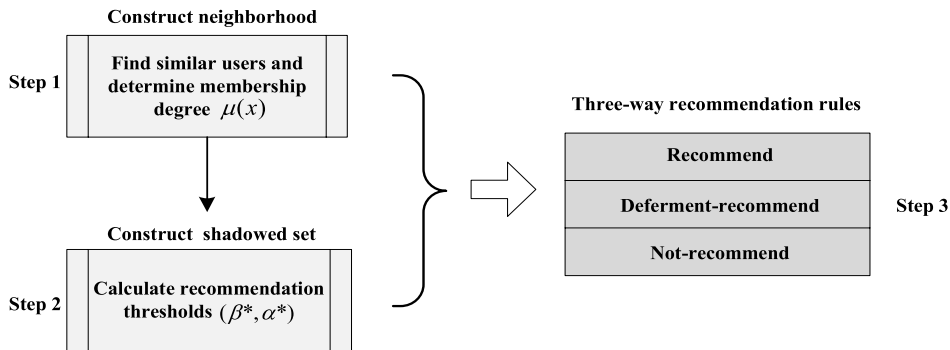 Construct neighborhood
Step 1
Find similar users and
determine membership
degree μ(x)
Construct shadowed set
Step 2
Calculate recommendation
thresholds (β*, α*)
Three-way recommendation rules
Recommend
Deferment-recommend
Not-recommend
Step 3